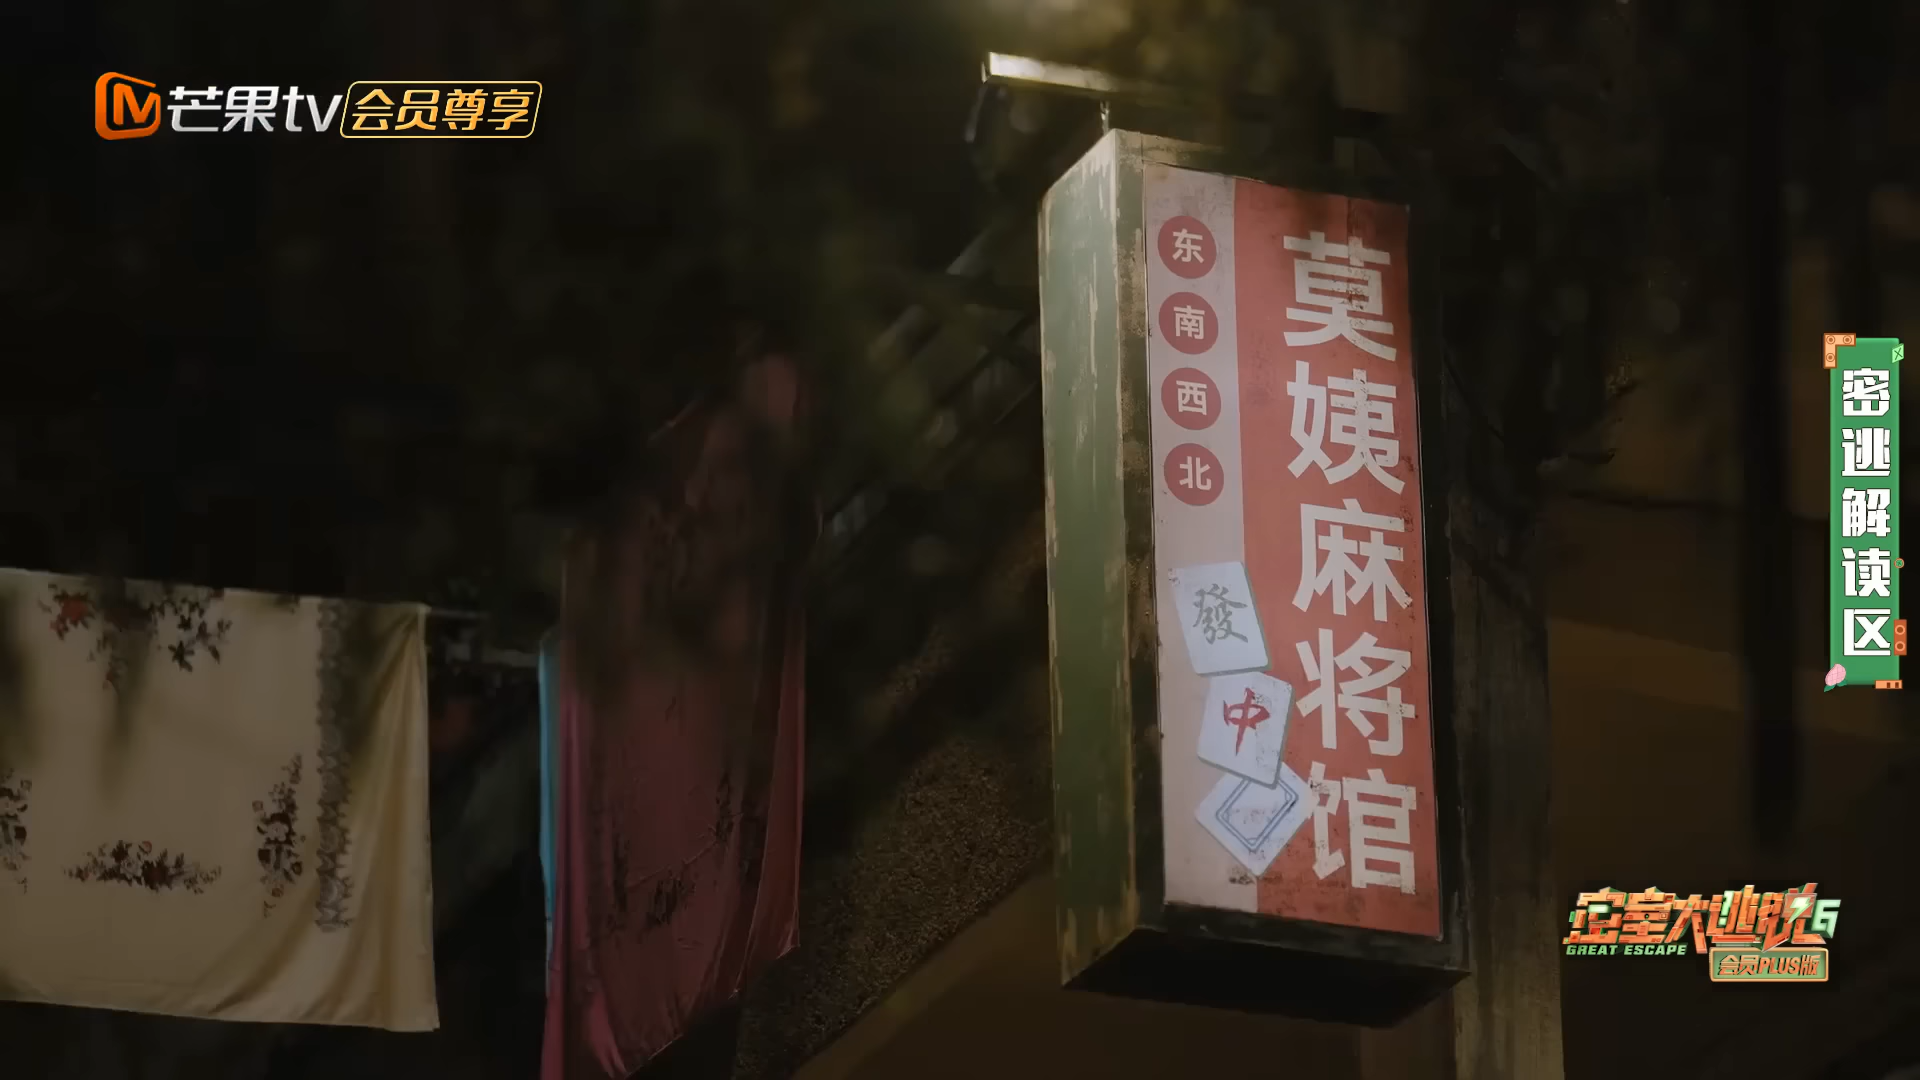 芒果tv会员尊享
东
南
西
北
莫姨麻将馆
發
中
密逃解读区
密室大逃脱6
GREAT ESCAPE
会员PLUS版